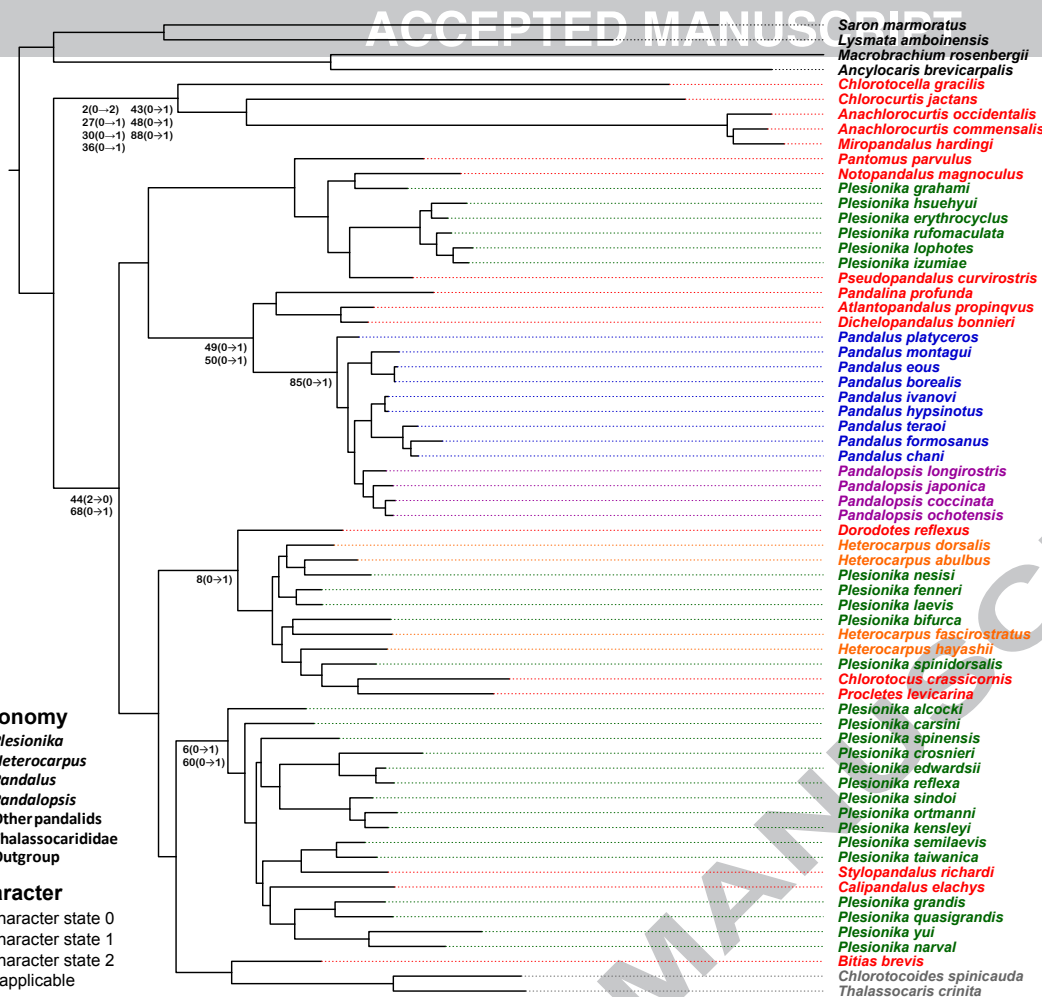 ACCEPTED MANUSCRIPT
Saron marmoratus
Lysmata amboinensis
Macrobrachium rosenbergii
Ancylocaris brevicarpalis
Chlorotocella gracilis
Chlorocurtis jactans
Anachlorocurtis occidentalis
Anachlorocurtis commensalis
Miropandalus hardingi
Pantomus parvulus
Notopandalus magnoculus
Plesionika grahami
Plesionika hsuehyui
Plesionika erythrocyclus
Plesionika rufomaculata
Plesionika lophotes
Plesionika izumiae
Pseudopandalus curvirostris
Pandalina profunda
Atlantopandalus propinqvus
Dichelopandalus bonnieri
Pandalus platyceros
Pandalus montagui
Pandalus eous
Pandalus borealis
Pandalus ivanovi
Pandalus hypsinotus
Pandalus teraoi
Pandalus formosanus
Pandalus chani
Pandalopsis longirostris
Pandalopsis japonica
Pandalopsis coccinata
Pandalopsis ochotensis
Dorodotes reflexus
Heterocarpus dorsalis
Heterocarpus abulbus
Plesionika nesisi
Plesionika fenneri
Plesionika laevis
Plesionika bifurca
Heterocarpus fascirostratus
Heterocarpus hayashii
Plesionika spinidorsalis
Chlorotocus crassicornis
Procletes levicarina
Plesionika alcocki
Plesionika carsini
Plesionika spinensis
Plesionika crosnieri
Plesionika edwardsii
Plesionika reflexa
Plesionika sindoi
Plesionika ortmanni
Plesionika kensleyi
Plesionika semilaevis
Plesionika taiwanica
Stylopandalus richardi
Calipandalus elachys
Plesionika grandis
Plesionika quasigrandis
Plesionika yui
Plesionika narval
Bitias brevis
Chlorotocoides spinicauda
Thalassocaris crinita
2(0→2) 43(0→1)
27(0→1) 48(0→1)
30(0→1) 88(0→1)
36(0→1)
49(0→1)
50(0→1)
85(0→1)
44(2→0)
68(0→1)
8(0→1)
6(0→1)
60(0→1)
onomy
Plesionika
Heterocarpus
Pandalus
Pandalopsis
Other pandalids
Thalassocarididae
Outgroup
aracter
haracter state 0
haracter state 1
haracter state 2
applicable
MANUSC